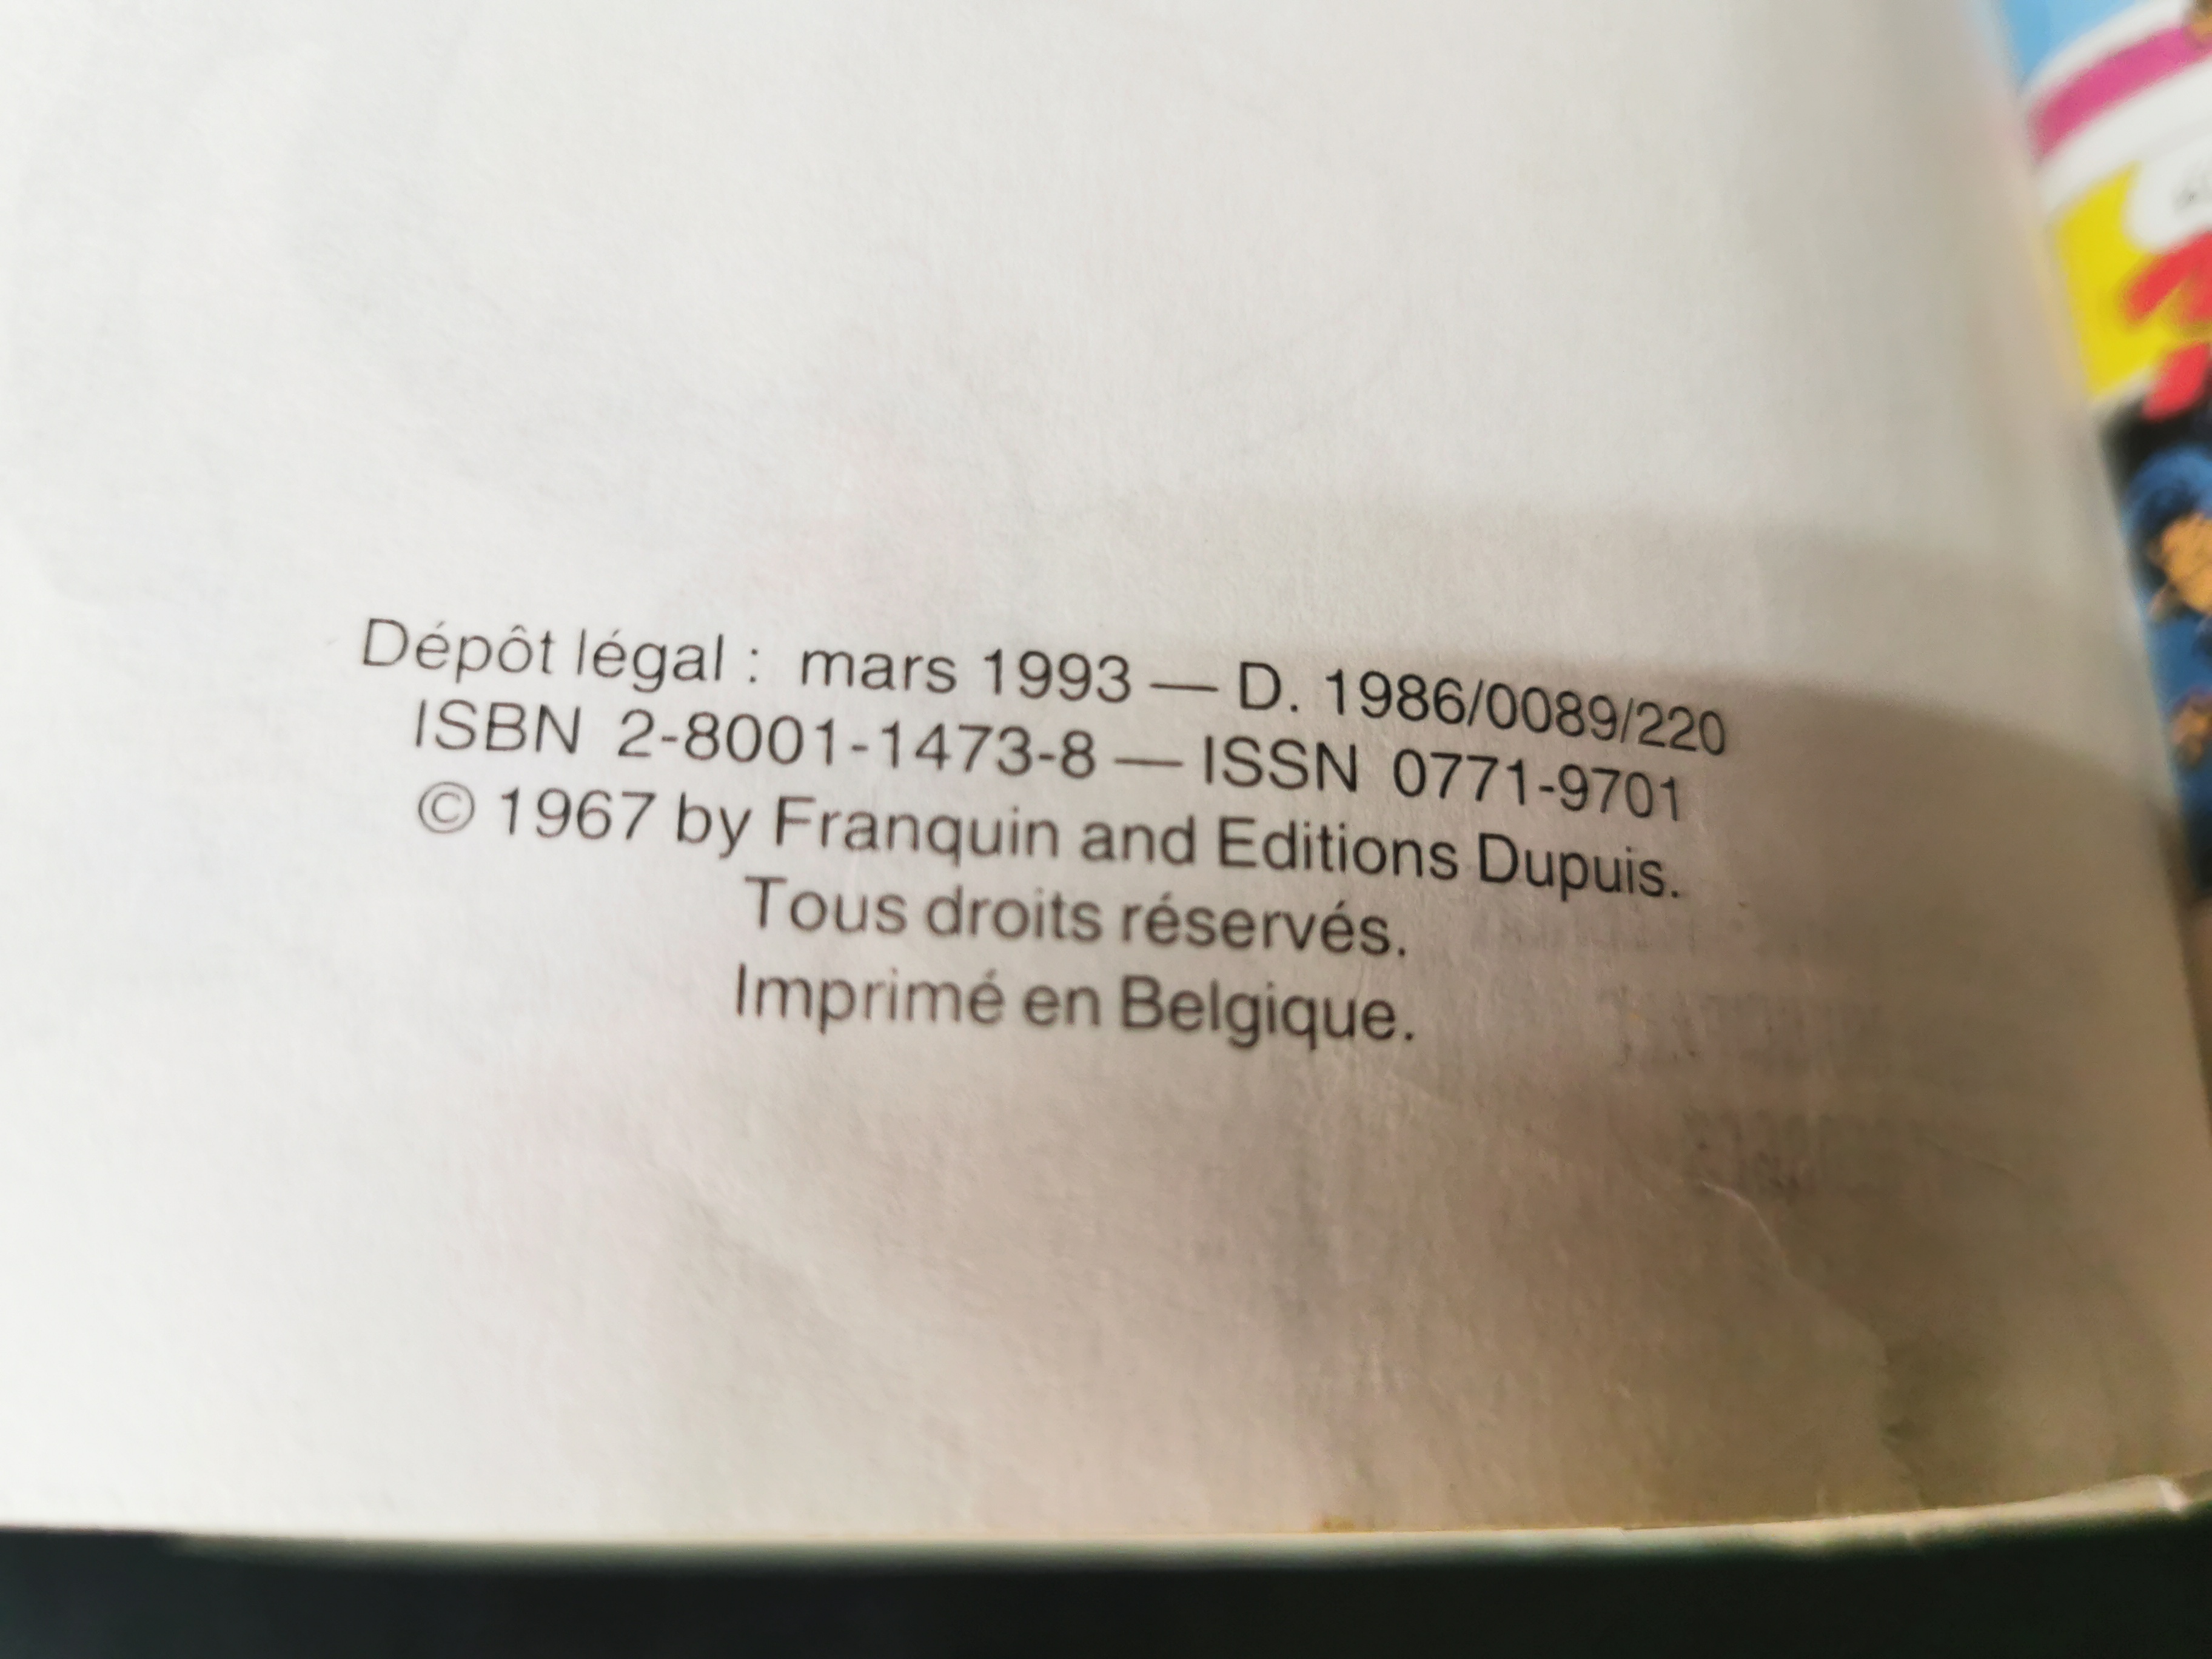 Dépôt légal : mars 1993 — D. 1986/0089/220
ISBN 2-8001-1473-8 — ISSN 0771-9701
© 1967 by Franquin and Editions Dupuis.
Tous droits réservés.
Imprimé en Belgique.